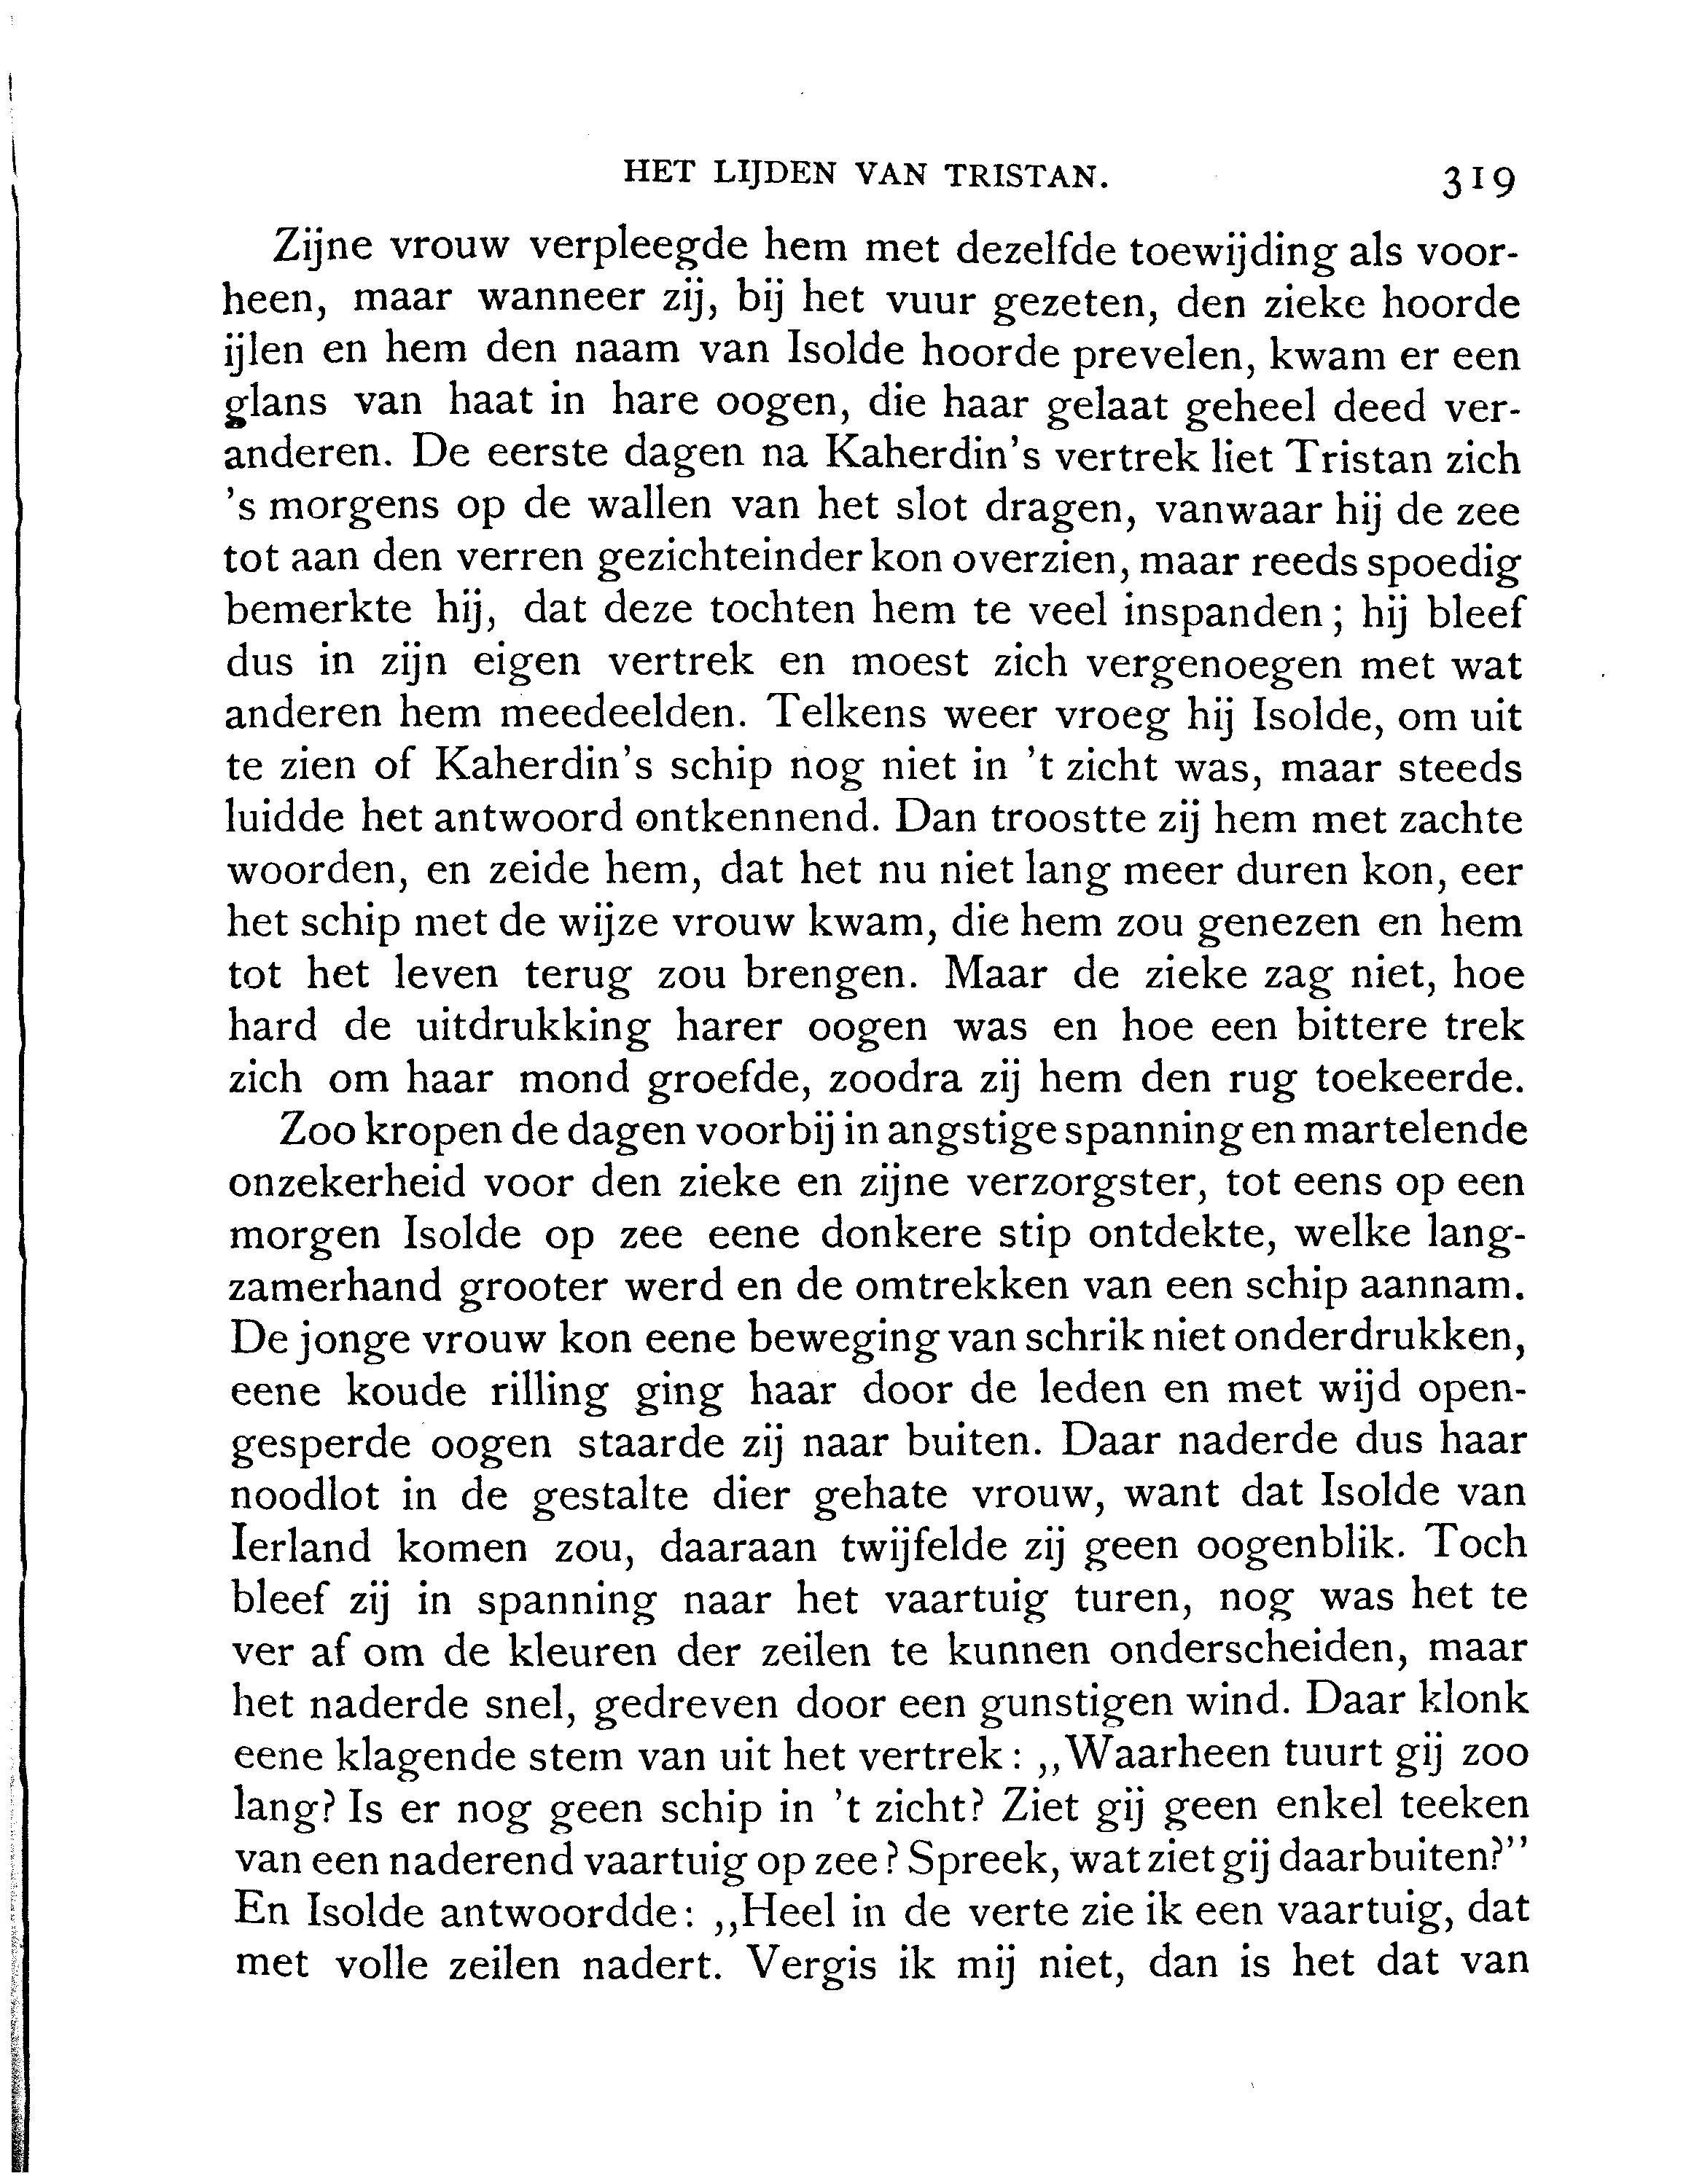 HET LIJDEN VAN TRISTAN. 319
Zijne vrouw verpleegde hem met dezelfde toewijding als voor-
heen, maar wanneer zij, bij het vuur gezeten, den zieke hoorde
ijlen en hem den naam van Isolde hoorde prevelen, kwam er een
glans van haat in hare oogen, die haar gelaat geheel deed ver-
anderen. De eerste dagen na Kaherdin's vertrek liet Tristan zich
's morgens op de wallen van het slot dragen, vanwaar hij de zee
tot aan den verren gezichteinder kon overzien, maar reeds spoedig
bemerkte hij, dat deze tochten hem te veel inspanden; hij bleef
dus in zijn eigen vertrek en moest zich vergenoegen met wat
anderen hem meedeelden. Telkens weer vroeg hij Isolde, om uit
te zien of Kaherdin's schip nog niet in 't zicht was, maar steeds
luidde het antwoord ontkennend. Dan troostte zij hem met zachte
woorden, en zeide hem, dat het nu niet lang meer duren kon, eer
het schip met de wijze vrouw kwam, die hem zou genezen en hem
tot het leven terug zou brengen. Maar de zieke zag niet, hoe
hard de uitdrukking harer oogen was en hoe een bittere trek
zich om haar mond groefde, zoodra zij hem den rug toekeerde.
Zoo kropen de dagen voorbij in angstige spanning en martelende
onzekerheid voor den zieke en zijne verzorgster, tot eens op een
morgen Isolde op zee eene donkere stip ontdekte, welke lang-
zamerhand grooter werd en de omtrekken van een schip aannam.
De jonge vrouw kon eene beweging van schrik niet onderdrukken,
eene koude rilling ging haar door de leden en met wijd open-
gesperde oogen staarde zij naar buiten. Daar naderde dus haar
noodlot in de gestalte dier gehate vrouw, want dat Isolde van
Ierland komen zou, daaraan twijfelde zij geen oogenblik. Toch
bleef zij in spanning naar het vaartuig turen, nog was het te
ver af om de kleuren der zeilen te kunnen onderscheiden, maar
het naderde snel, gedreven door een gunstigen wind. Daar klonk
eene klagende stem van uit het vertrek: ,,Waarheen tuurt gij zoo
lang? Is er nog geen schip in 't zicht? Ziet gij geen enkel teeken
van een naderend vaartuig op zee? Spreek, wat ziet gij daarbuiten?"
En Isolde antwoordde: ,,Heel in de verte zie ik een vaartuig, dat
met volle zeilen nadert. Vergis ik mij niet, dan is het dat van